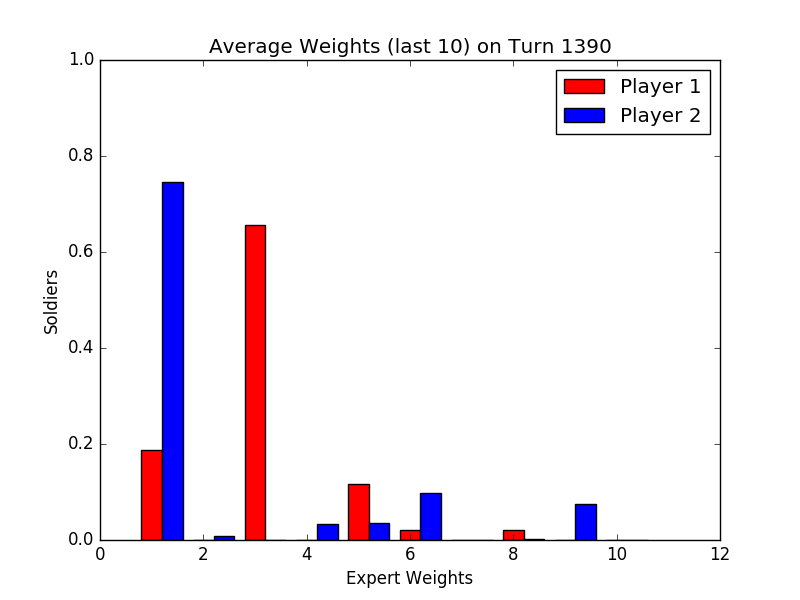 Average Weights (last 10) on Turn 1390
1.0
0.8
0.6
0.4
0.2
0.0
Soldiers
Player 1
Player 2
0 2 4 6 8 10 12
Expert Weights